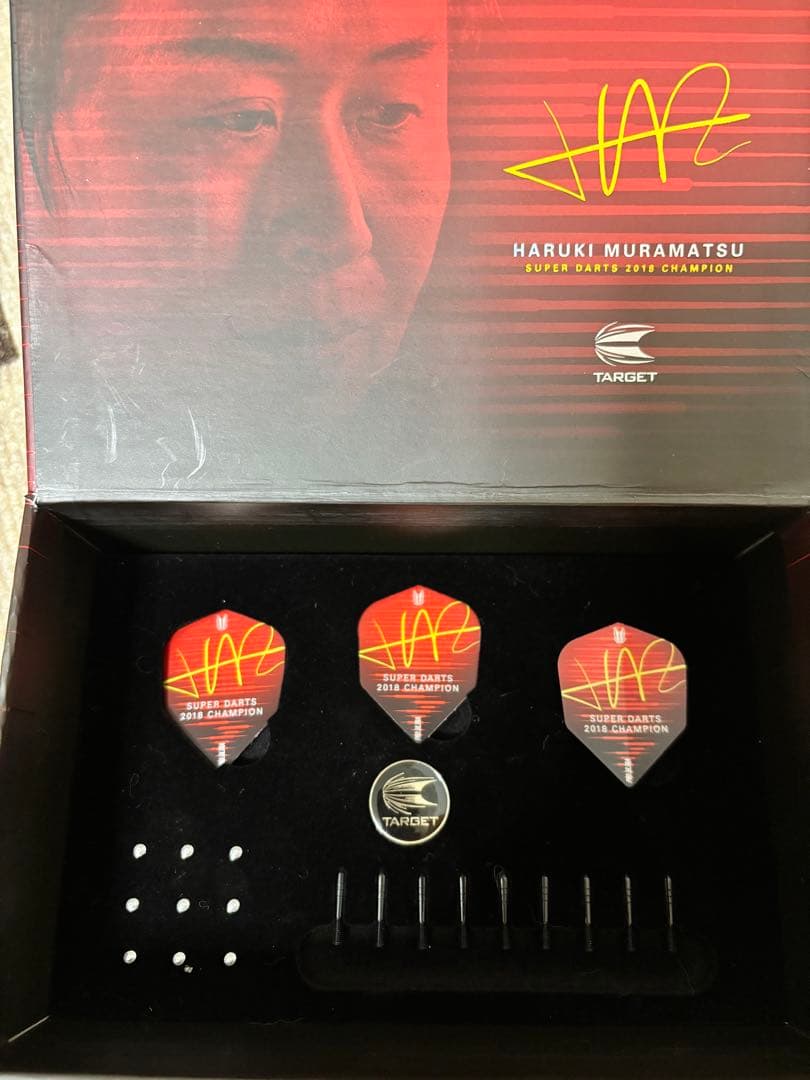 HARUKI MURAMATSU
SUPER DARTS 2018 CHAMPION
TARGET
SUPER DARTS
2018 CHAMPION
SUPER DARTS
2018 CHAMPION
SUPER DARTS
2018 CHAMPION
TARGET